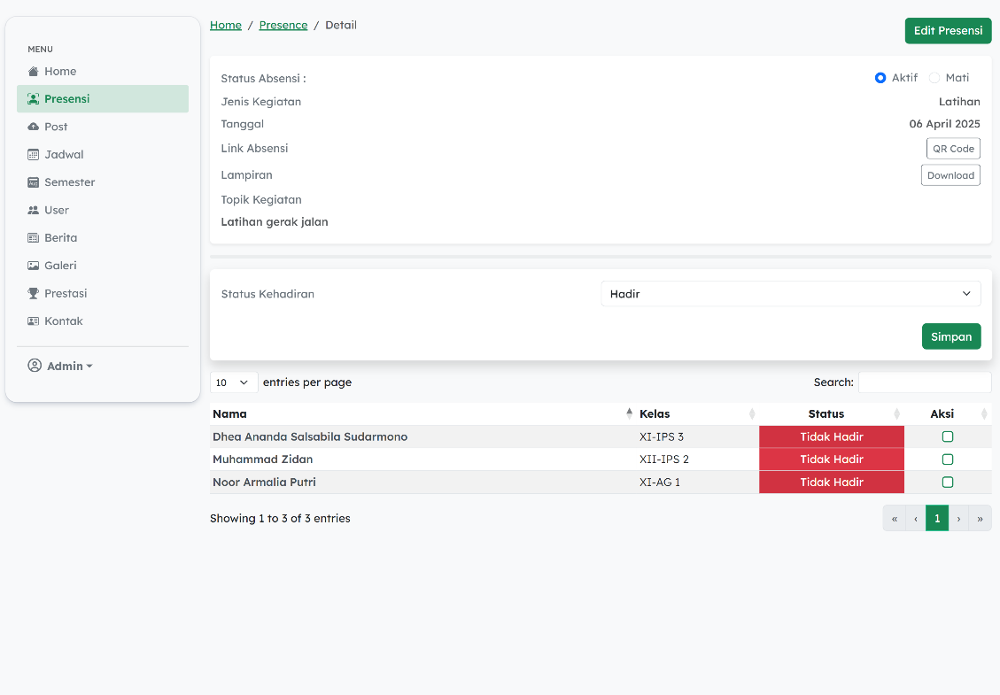 MENU
Home
Presensi
Post
Jadwal
Semester
User
Berita
Galeri
Prestasi
Kontak
Admin
Home / Presence / Detail
Edit Presensi
Status Absensi : Aktif Mati
Jenis Kegiatan Latihan
Tanggal 06 April 2025
Link Absensi QR Code
Lampiran Download
Topik Kegiatan
Latihan gerak jalan
Status Kehadiran Hadir
Simpan
10 entries per page Search:
Nama Kelas Status Aksi
Dhea Ananda Salsabila Sudarmono XI-IPS 3 Tidak Hadir
Muhammad Zidan XII-IPS 2 Tidak Hadir
Noor Armalia Putri XI-AG 1 Tidak Hadir
Showing 1 to 3 of 3 entries « ‹ 1 › »